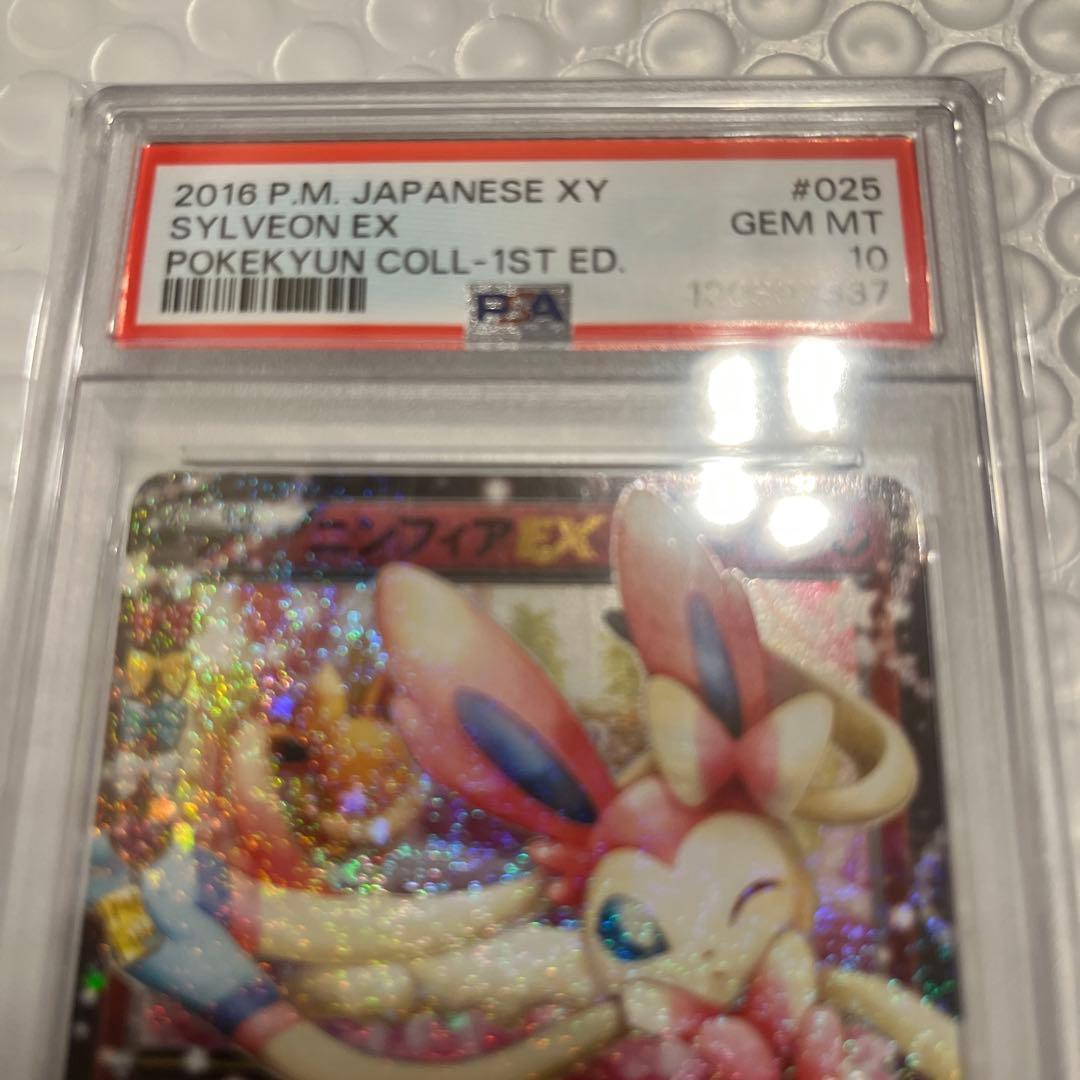 2016 P.M. JAPANESE XY #025
SYLVEON EX GEM MT
POKEKYUN COLL-1ST ED. 10
PSA
ニンフィアEX